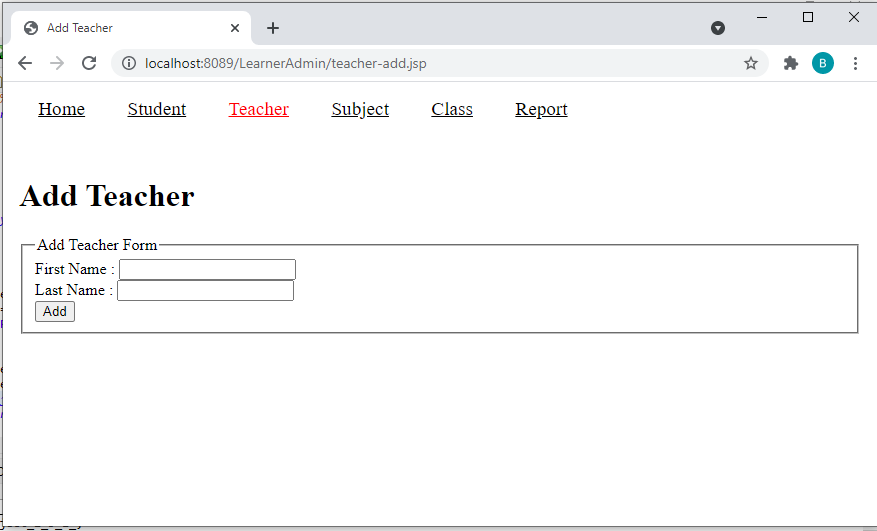 Add Teacher
localhost:8089/LearnerAdmin/teacher-add.jsp
B
Home Student Teacher Subject Class Report
Add Teacher
Add Teacher Form
First Name :
Last Name :
Add